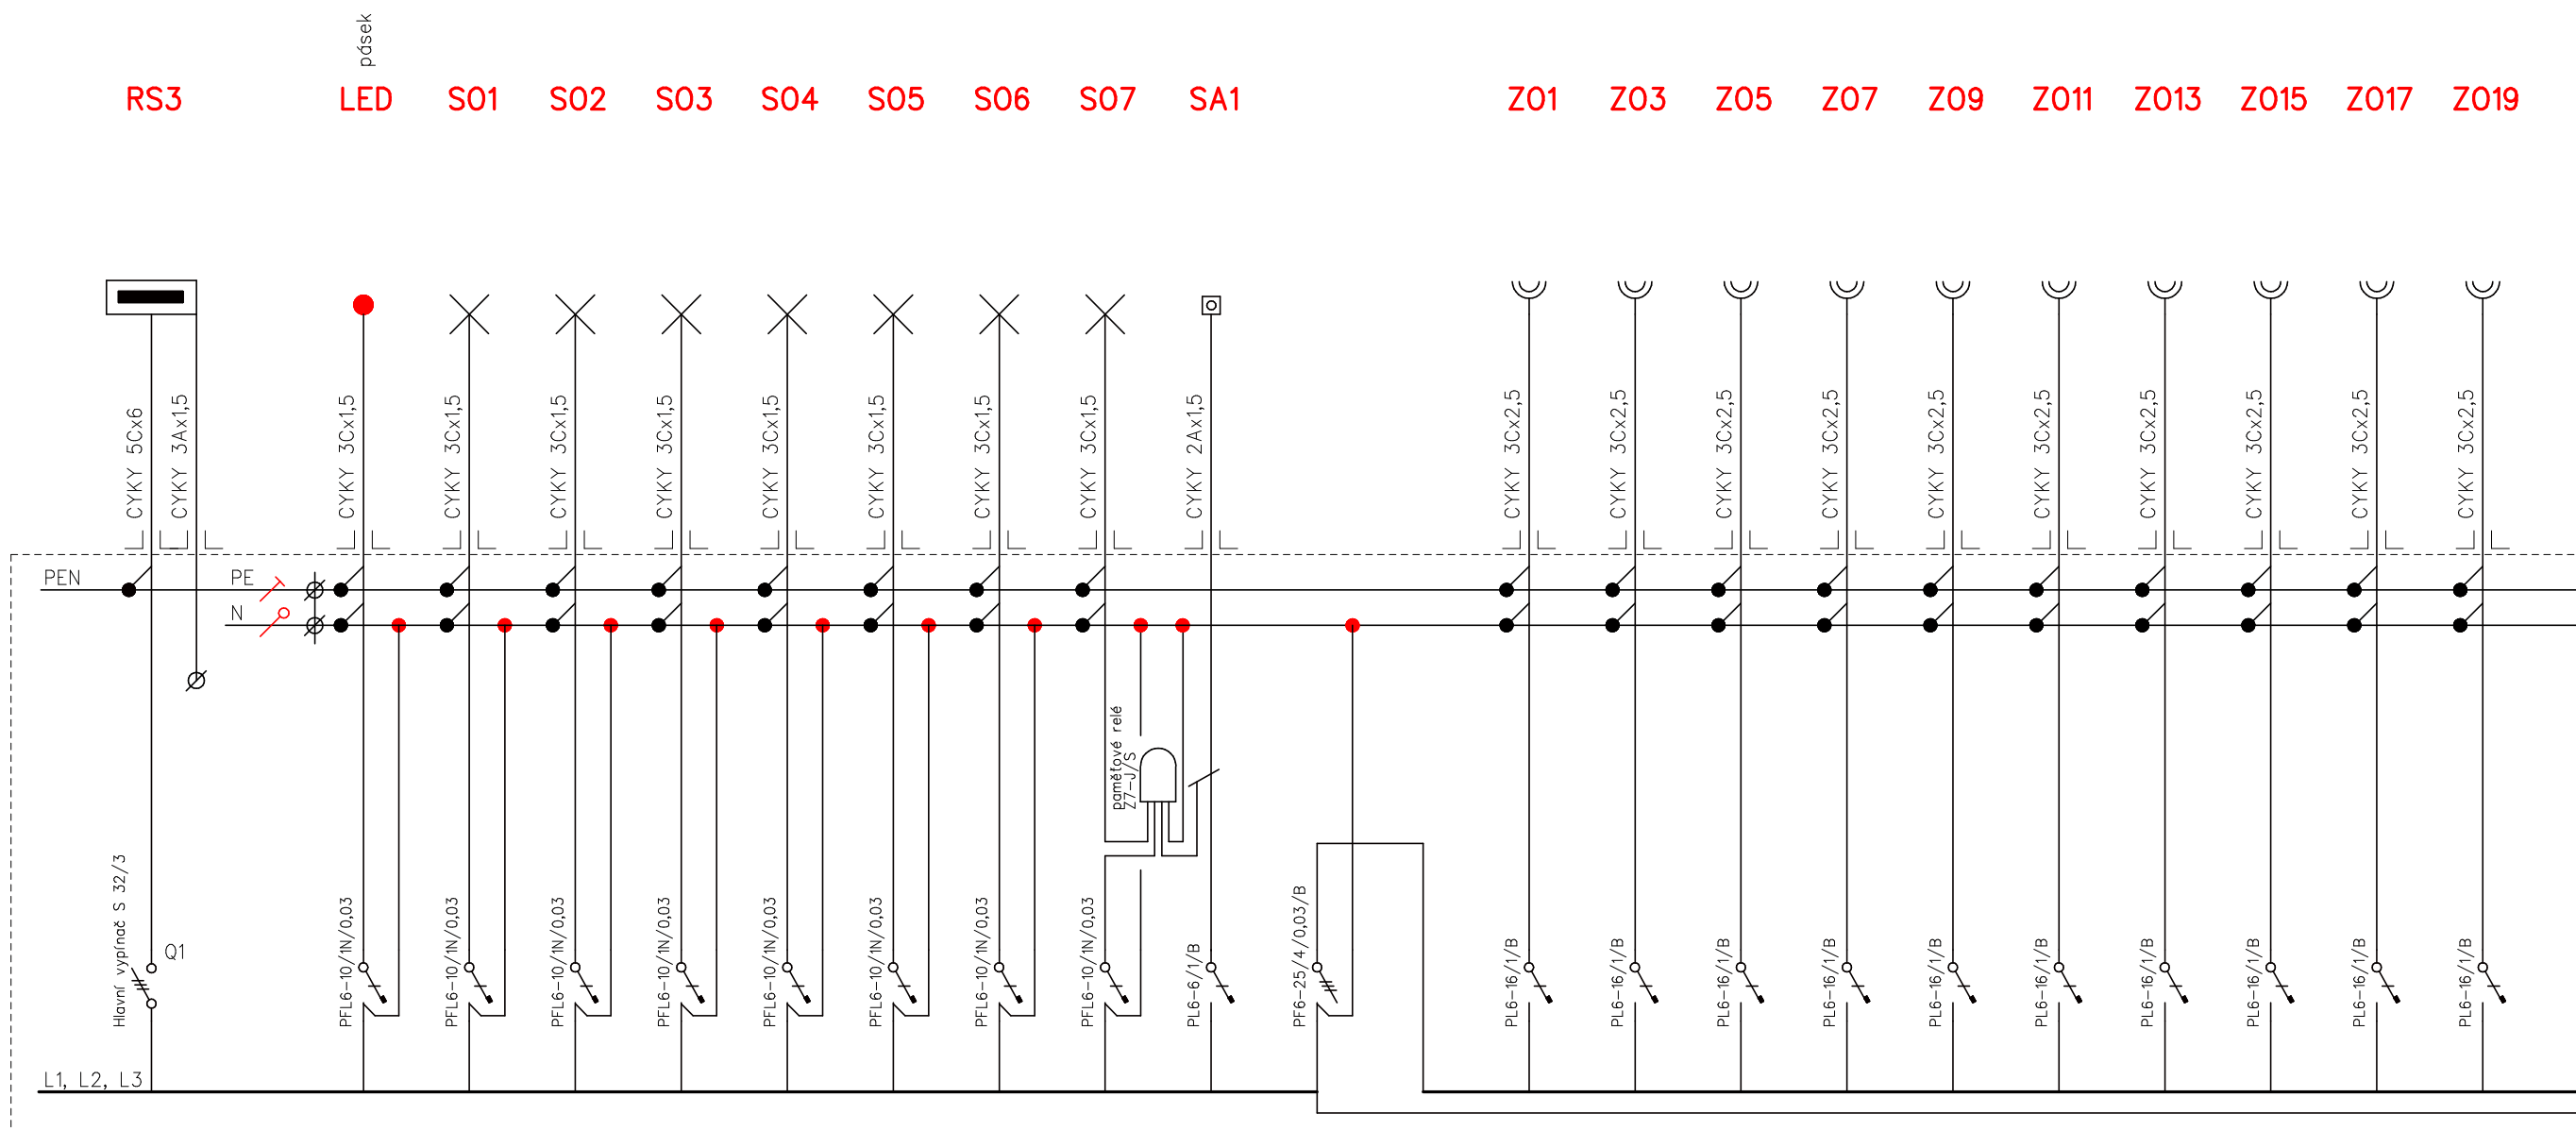 pásek
RS3
LED
SO1
SO2
SO3
SO4
SO5
SO6
SO7
SA1
ZO1
ZO3
ZO5
ZO7
ZO9
ZO11
ZO13
ZO15
ZO17
ZO19
CYKY 5Cx6
CYKY 3Ax1,5
CYKY 3Cx1,5
CYKY 3Cx1,5
CYKY 3Cx1,5
CYKY 3Cx1,5
CYKY 3Cx1,5
CYKY 3Cx1,5
CYKY 3Cx1,5
CYKY 3Cx1,5
CYKY 2Ax1,5
CYKY 3Cx2,5
CYKY 3Cx2,5
CYKY 3Cx2,5
CYKY 3Cx2,5
CYKY 3Cx2,5
CYKY 3Cx2,5
CYKY 3Cx2,5
CYKY 3Cx2,5
CYKY 3Cx2,5
CYKY 3Cx2,5
PEN
PE
N
paměťové relé
Z7-J/S
Hlavní vypínač S 32/3
Q1
PFL6-10/1N/0,03
PFL6-10/1N/0,03
PFL6-10/1N/0,03
PFL6-10/1N/0,03
PFL6-10/1N/0,03
PFL6-10/1N/0,03
PFL6-10/1N/0,03
PFL6-10/1N/0,03
PL6-6/1/B
PF6-25/4/0,03/B
PL6-16/1/B
PL6-16/1/B
PL6-16/1/B
PL6-16/1/B
PL6-16/1/B
PL6-16/1/B
PL6-16/1/B
PL6-16/1/B
PL6-16/1/B
PL6-16/1/B
L1, L2, L3